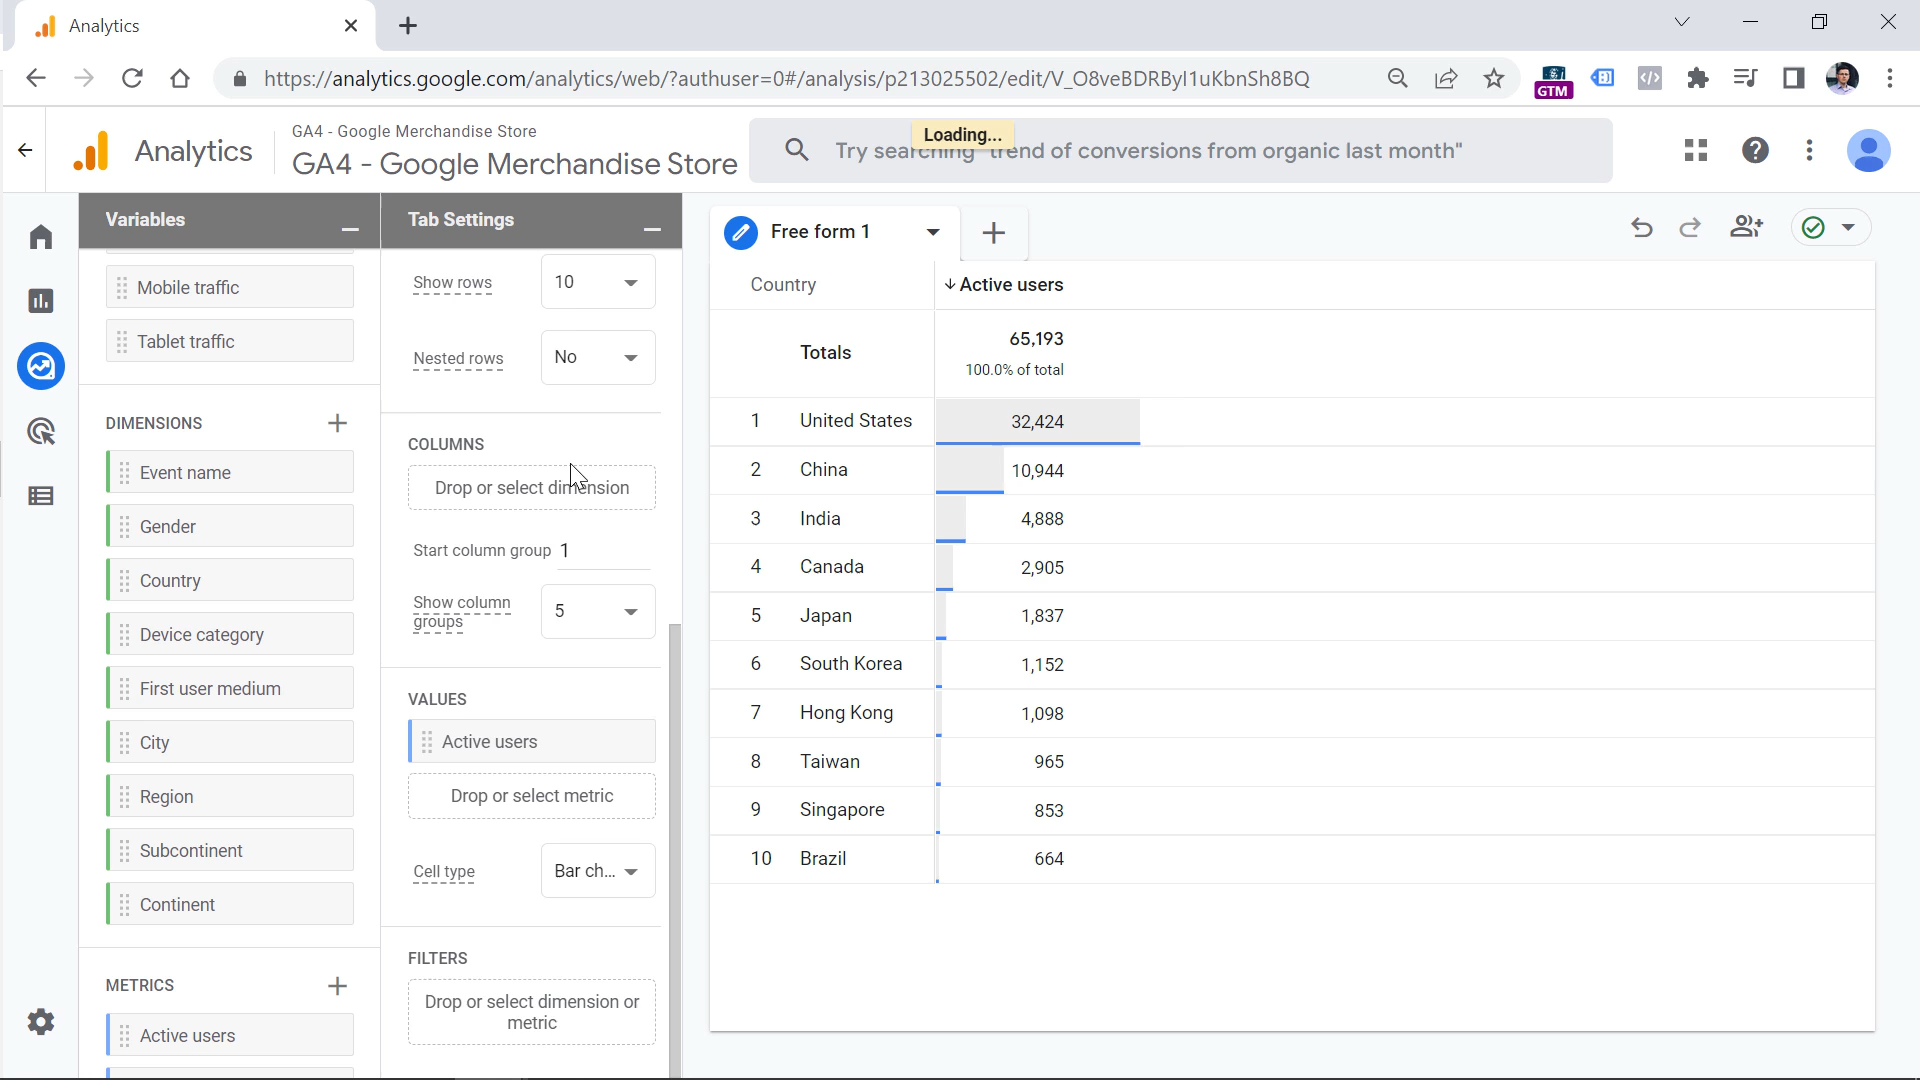 Analytics
https://analytics.google.com/analytics/web/?authuser=0#/analysis/p213025502/edit/V_O8veBDRByI1uKbnSh8BQ
GTM
Analytics
GA4 - Google Merchandise Store
GA4 - Google Merchandise Store
Loading...
Try searching "trend of conversions from organic last month"
Variables
Mobile traffic
Tablet traffic
DIMENSIONS
Event name
Gender
Country
Device category
First user medium
City
Region
Subcontinent
Continent
METRICS
Active users
Tab Settings
Show rows 10
Nested rows No
COLUMNS
Drop or select dimension
Start column group 1
Show column
groups
5
VALUES
Active users
Drop or select metric
Cell type Bar ch...
FILTERS
Drop or select dimension or
metric
Free form 1
Country Active users
Totals 65,193
100.0% of total
1 United States 32,424
2 China 10,944
3 India 4,888
4 Canada 2,905
5 Japan 1,837
6 South Korea 1,152
7 Hong Kong 1,098
8 Taiwan 965
9 Singapore 853
10 Brazil 664